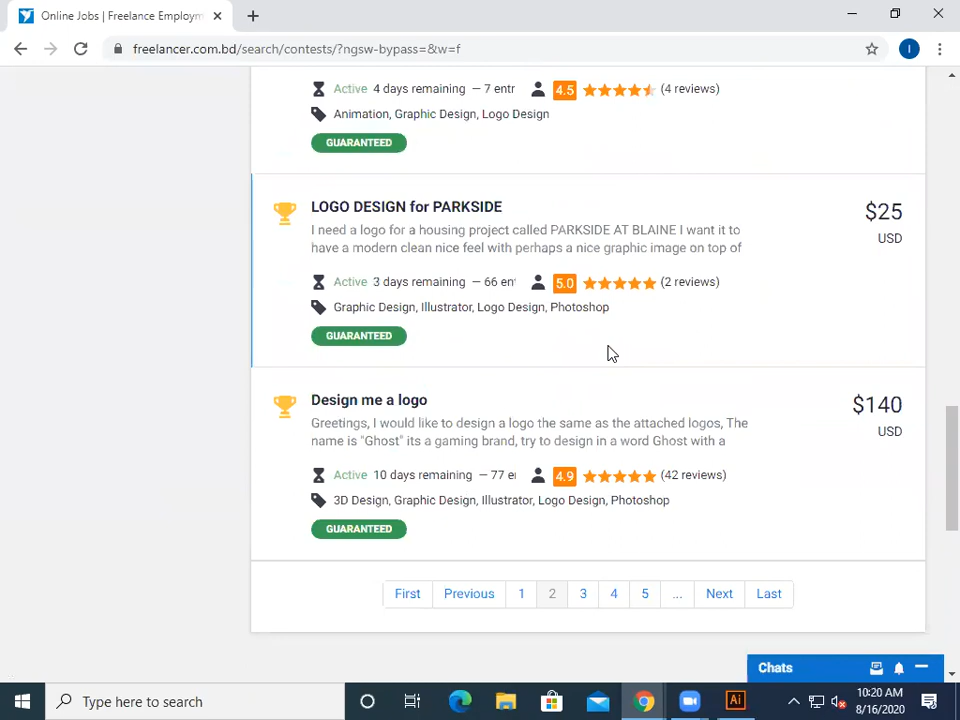 Online Jobs | Freelance Employm
freelancer.com.bd/search/contests/?ngsw-bypass=&w=f
I
Active 4 days remaining — 7 entr 4.5 (4 reviews)
Animation, Graphic Design, Logo Design
GUARANTEED
LOGO DESIGN for PARKSIDE
$25
I need a logo for a housing project called PARKSIDE AT BLAINE I want it to
USD
have a modern clean nice feel with perhaps a nice graphic image on top of
Active 3 days remaining — 66 en 5.0 (2 reviews)
Graphic Design, Illustrator, Logo Design, Photoshop
GUARANTEED
Design me a logo
$140
Greetings, I would like to design a logo the same as the attached logos, The
USD
name is "Ghost" its a gaming brand, try to design in a word Ghost with a
Active 10 days remaining — 77 e 4.9 (42 reviews)
3D Design, Graphic Design, Illustrator, Logo Design, Photoshop
GUARANTEED
First Previous 1 2 3 4 5 ... Next Last
Chats
Type here to search
Ai
10:20 AM
8/16/2020